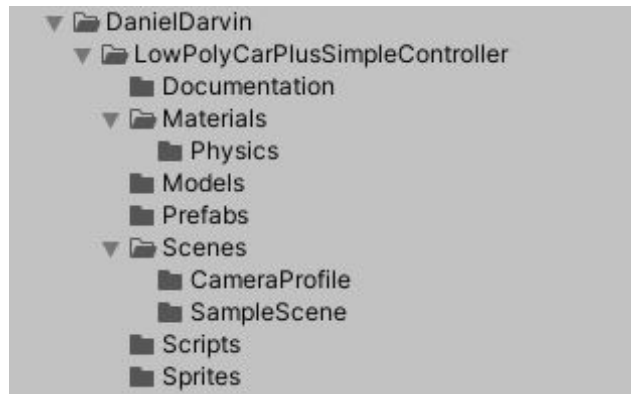 DanielDarvin
LowPolyCarPlusSimpleController
Documentation
Materials
Physics
Models
Prefabs
Scenes
CameraProfile
SampleScene
Scripts
Sprites